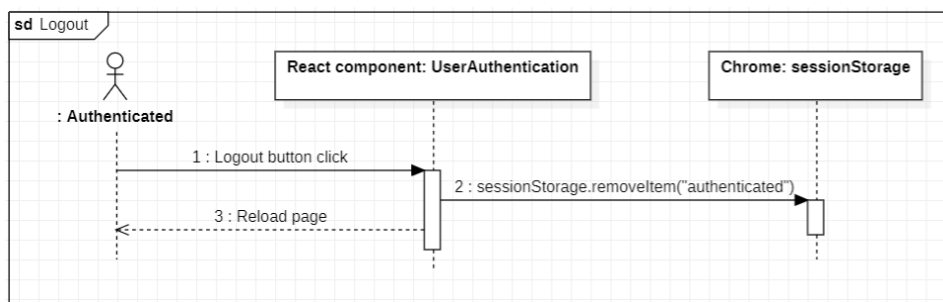 sd Logout
React component: UserAuthentication
Chrome: sessionStorage
: Authenticated
1 : Logout button click
2 : sessionStorage.removeItem("authenticated")
3 : Reload page